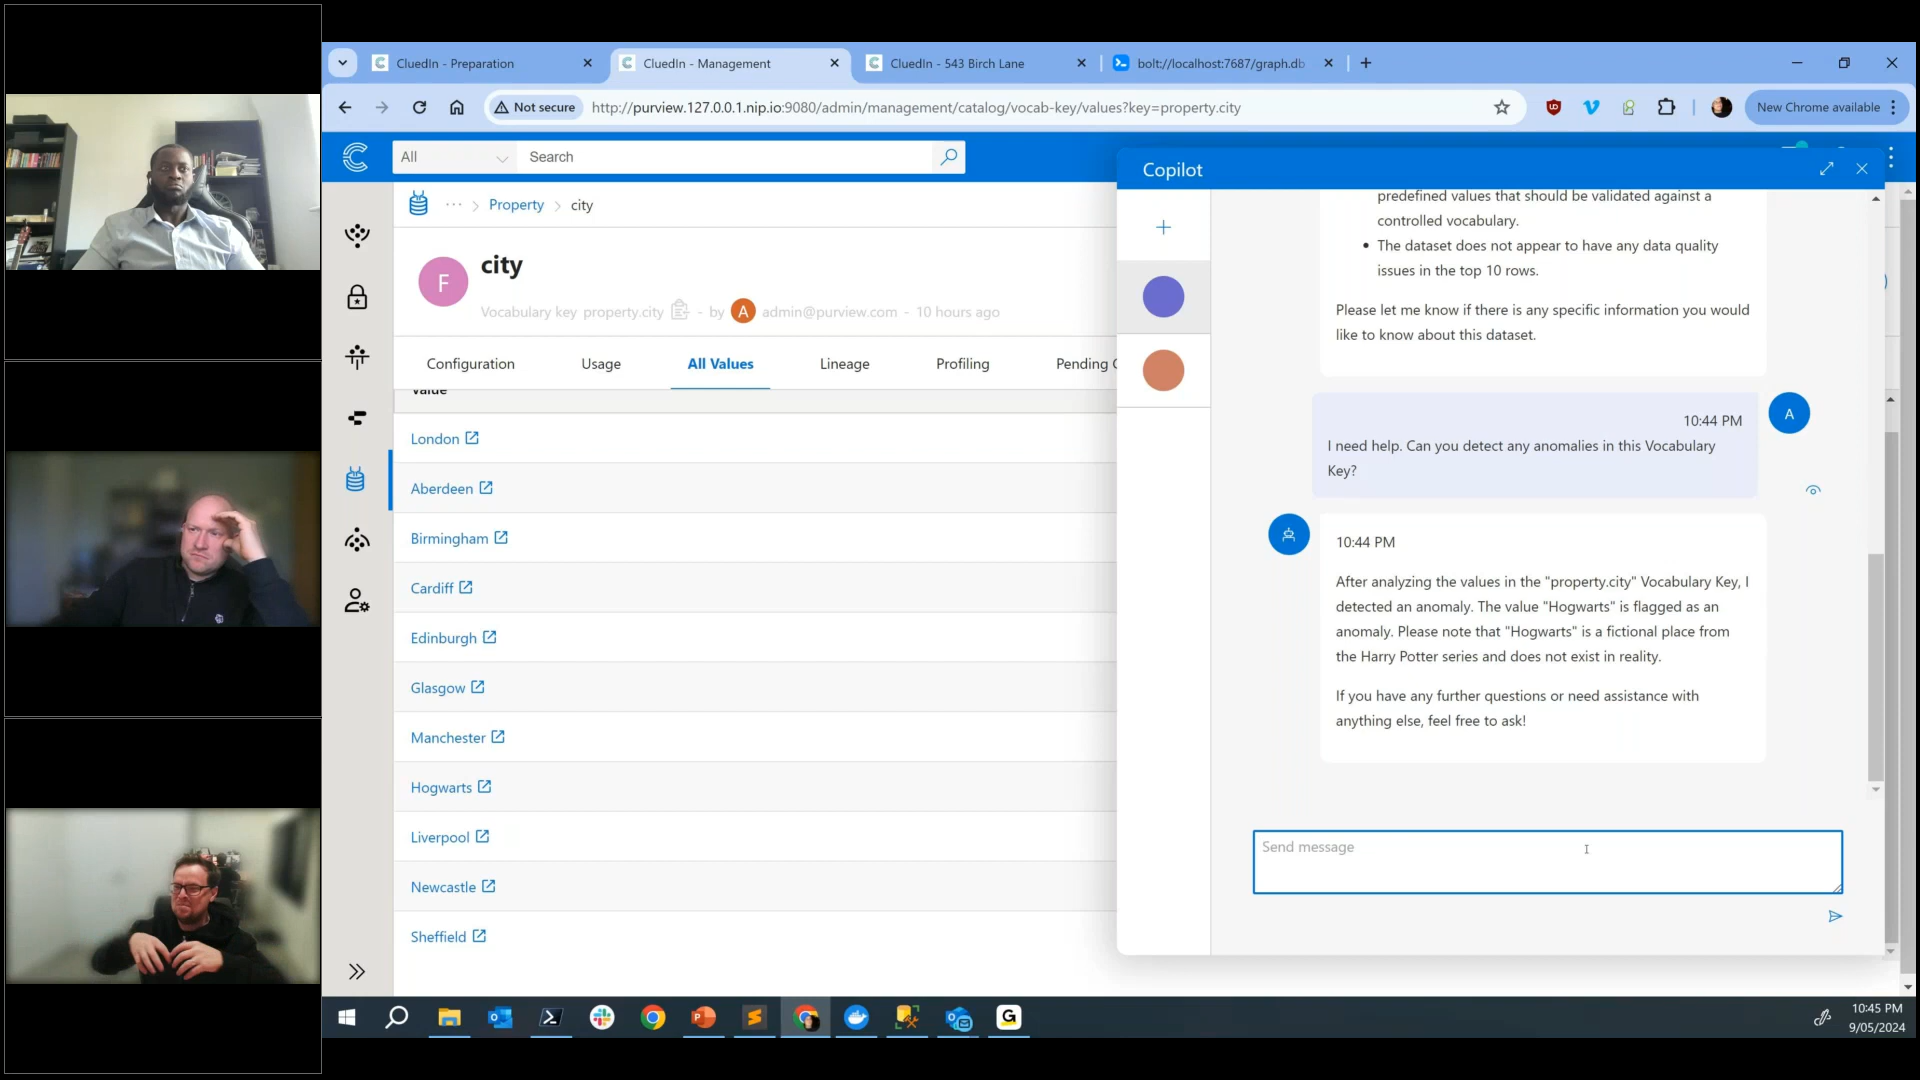 CluedIn - Preparation
CluedIn - Management
CluedIn - 543 Birch Lane
bolt://localhost:7687/graph.db
Not secure
http://purview.127.0.0.1.nip.io:9080/admin/management/catalog/vocab-key/values?key=property.city
New Chrome available
All
Search
··· > Property > city
F
city
Vocabulary key property.city - by A admin@purview.com - 10 hours ago
Configuration
Usage
All Values
Lineage
Profiling
Pending
Value
London
Aberdeen
Birmingham
Cardiff
Edinburgh
Glasgow
Manchester
Hogwarts
Liverpool
Newcastle
Sheffield
Copilot
predefined values that should be validated against a
controlled vocabulary.
• The dataset does not appear to have any data quality
issues in the top 10 rows.
Please let me know if there is any specific information you would
like to know about this dataset.
10:44 PM
A
I need help. Can you detect any anomalies in this Vocabulary
Key?
10:44 PM
After analyzing the values in the "property.city" Vocabulary Key, I
detected an anomaly. The value "Hogwarts" is flagged as an
anomaly. Please note that "Hogwarts" is a fictional place from
the Harry Potter series and does not exist in reality.
If you have any further questions or need assistance with
anything else, feel free to ask!
Send message
10:45 PM
9/05/2024